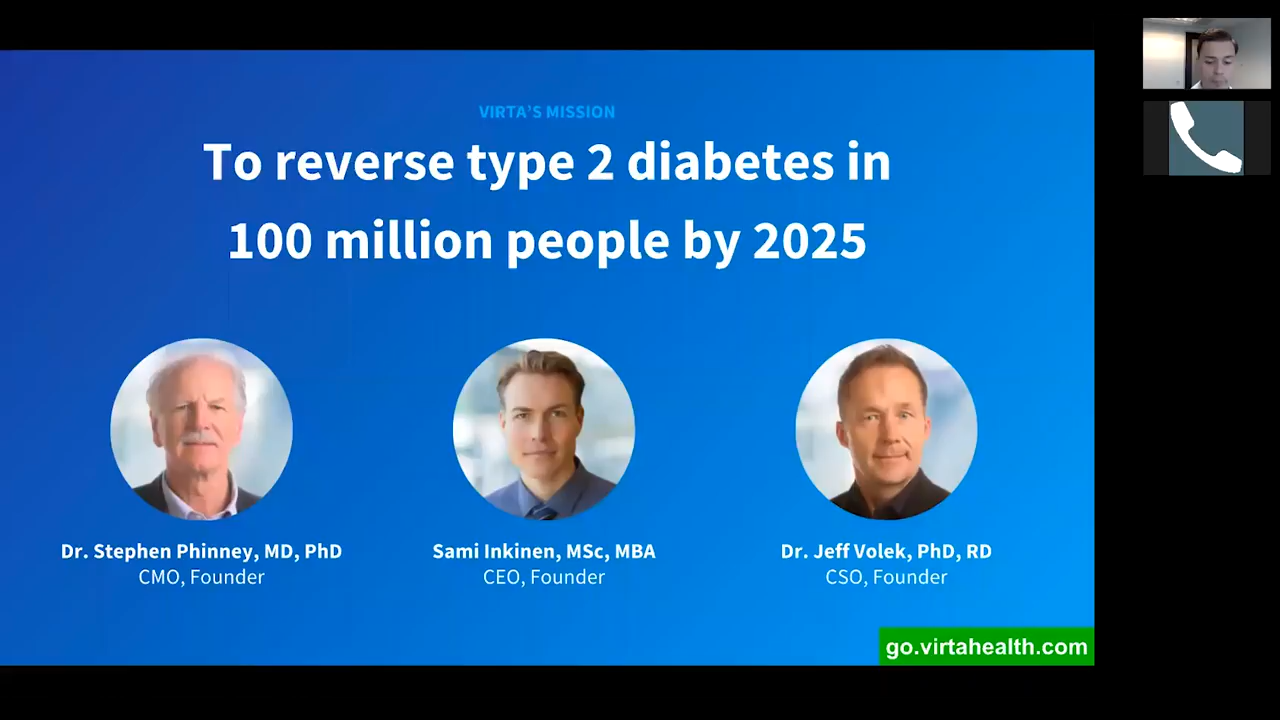 VIRTA'S MISSION
To reverse type 2 diabetes in
100 million people by 2025
Dr. Stephen Phinney, MD, PhD
CMO, Founder
Sami Inkinen, MSc, MBA
CEO, Founder
Dr. Jeff Volek, PhD, RD
CSO, Founder
go.virtahealth.com